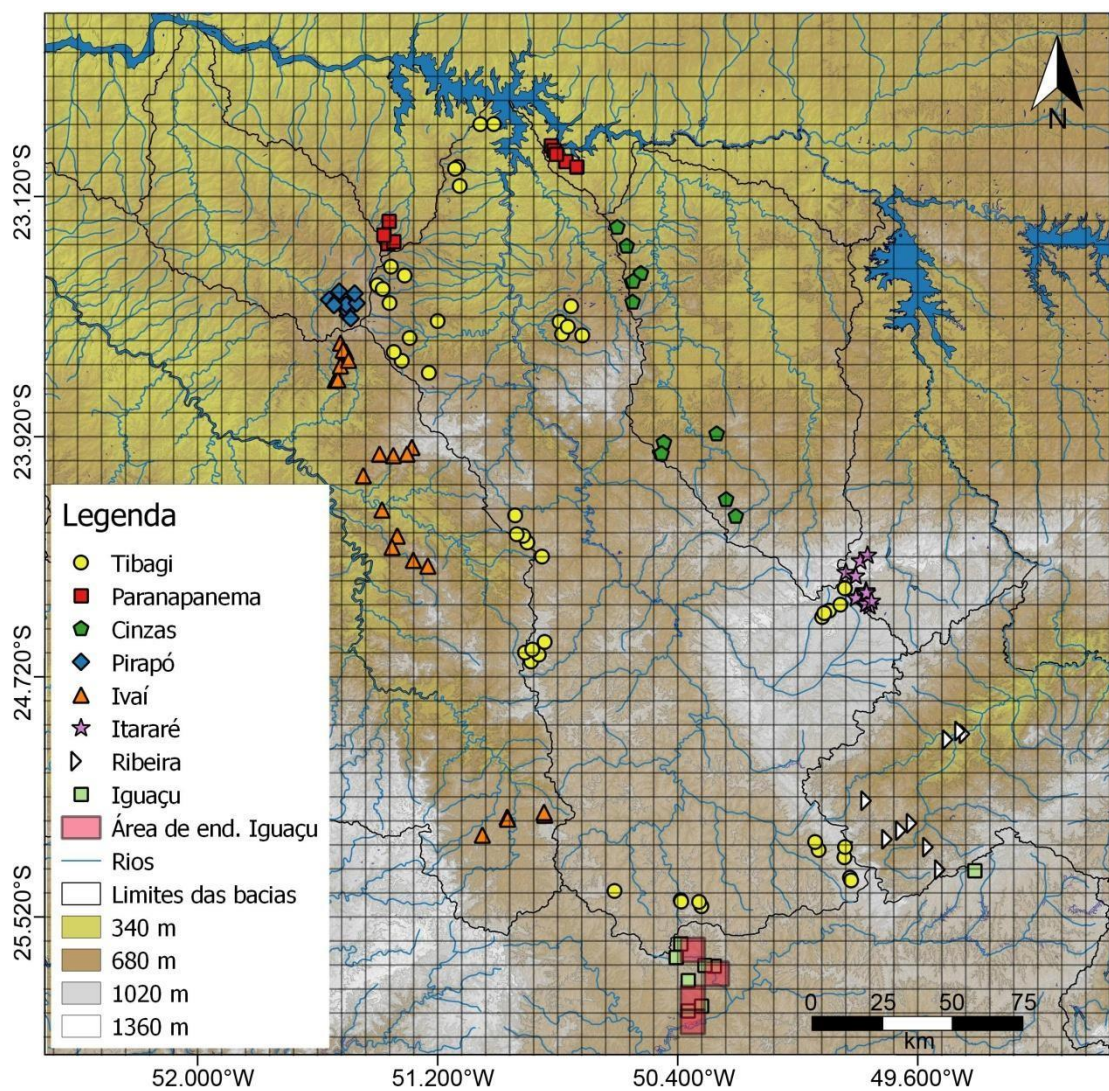 N
23.120°S
23.920°S
24.720°S
25.520°S
Legenda
Tibagi
Paranapanema
Cinzas
Pirapó
Ivaí
Itararé
Ribeira
Iguaçu
Área de end. Iguaçu
Rios
Limites das bacias
340 m
680 m
1020 m
1360 m
0 25 50 75
km
52.000°W 51.200°W 50.400°W 49.600°W